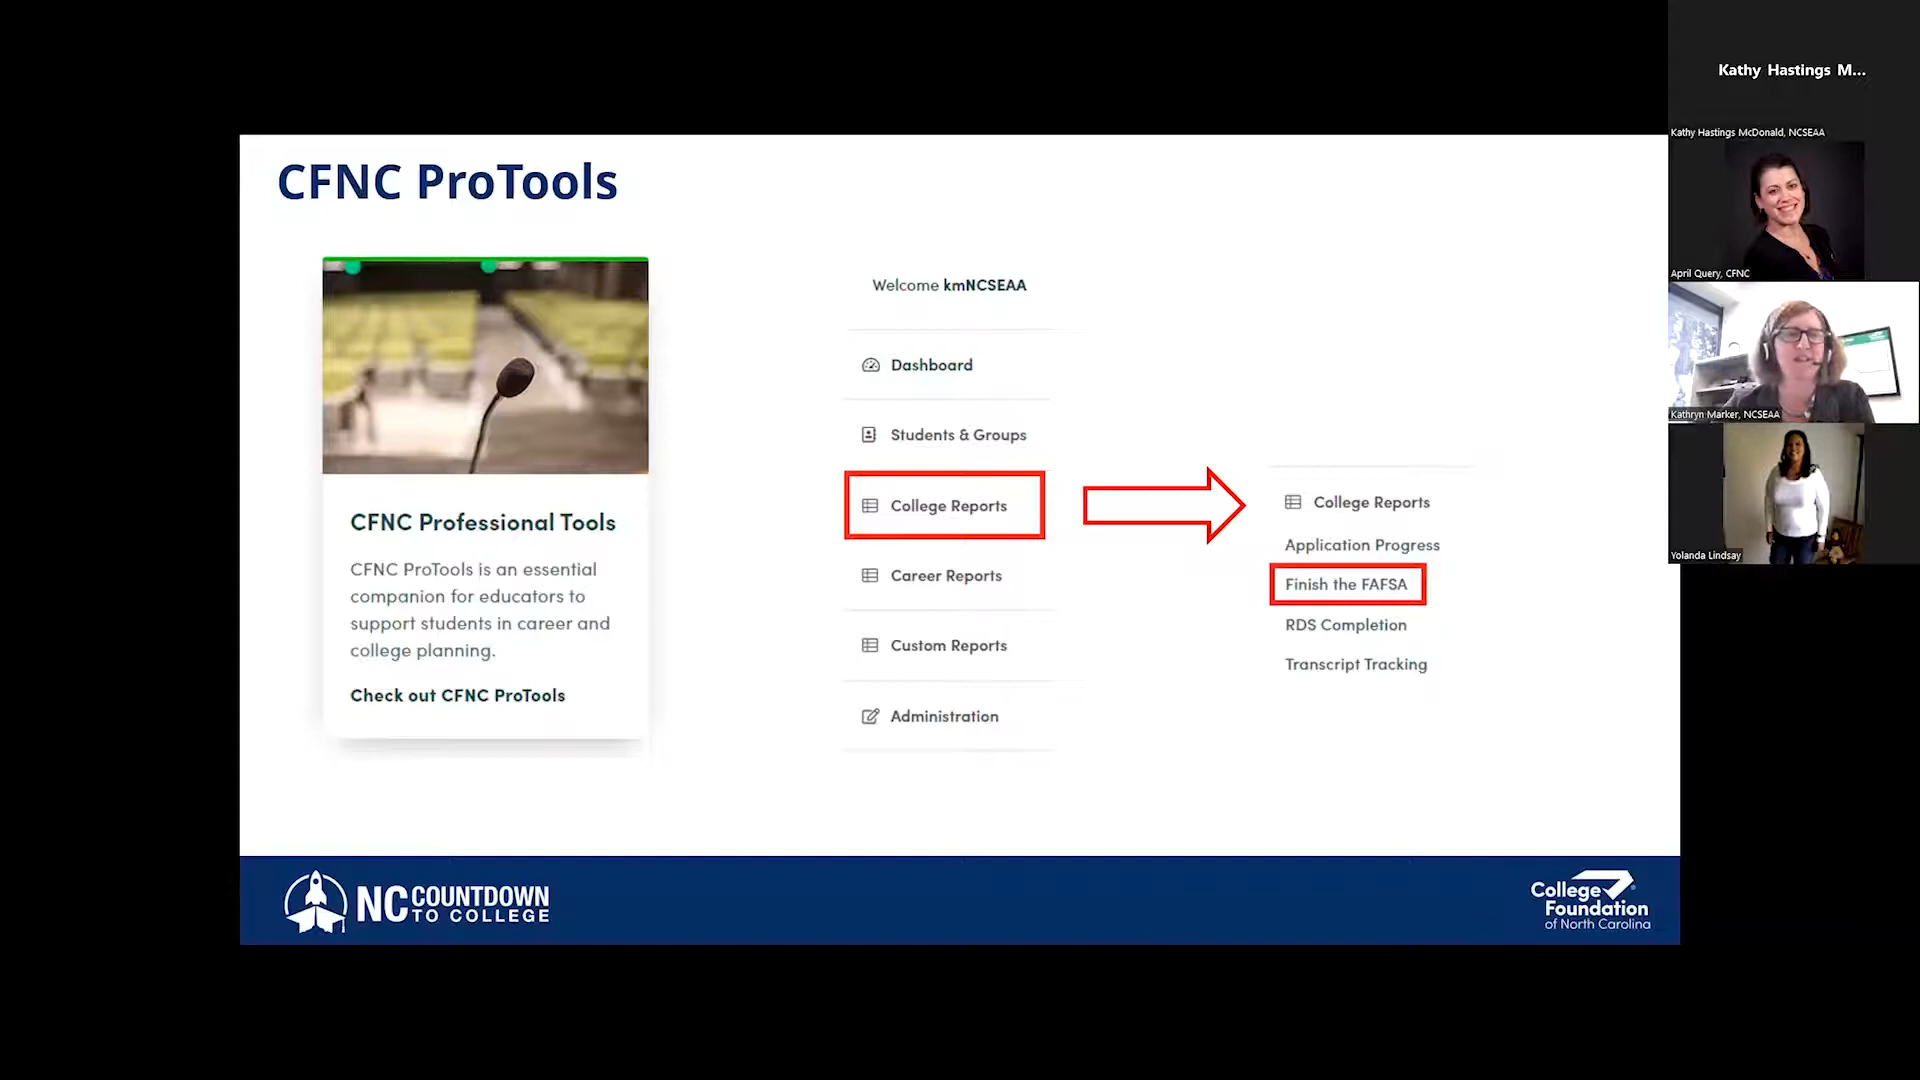 Kathy Hastings M...
Kathy Hastings McDonald, NCSEAA
April Query, CFNC
Kathryn Marker, NCSEAA
Yolanda Lindsay
CFNC ProTools
CFNC Professional Tools
CFNC ProTools is an essential
companion for educators to
support students in career and
college planning.
Check out CFNC ProTools
Welcome kmNCSEAA
Dashboard
Students & Groups
College Reports
Career Reports
Custom Reports
Administration
College Reports
Application Progress
Finish the FAFSA
RDS Completion
Transcript Tracking
NC COUNTDOWN
TO COLLEGE
College
Foundation
of North Carolina